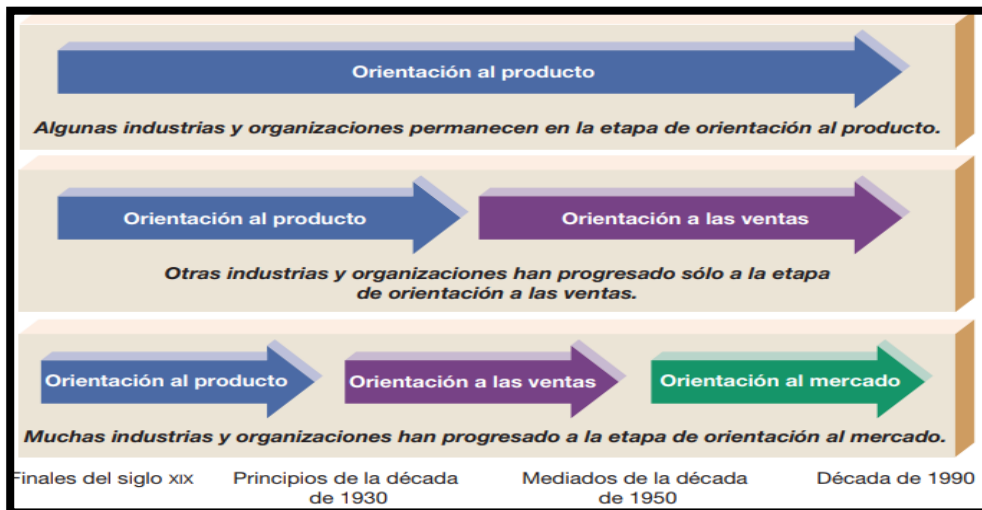 Orientación al producto
Algunas industrias y organizaciones permanecen en la etapa de orientación al producto.
Orientación al producto
Orientación a las ventas
Otras industrias y organizaciones han progresado sólo a la etapa
de orientación a las ventas.
Orientación al producto
Orientación a las ventas
Orientación al mercado
Muchas industrias y organizaciones han progresado a la etapa de orientación al mercado.
Finales del siglo XIX
Principios de la década
de 1930
Mediados de la década
de 1950
Década de 1990